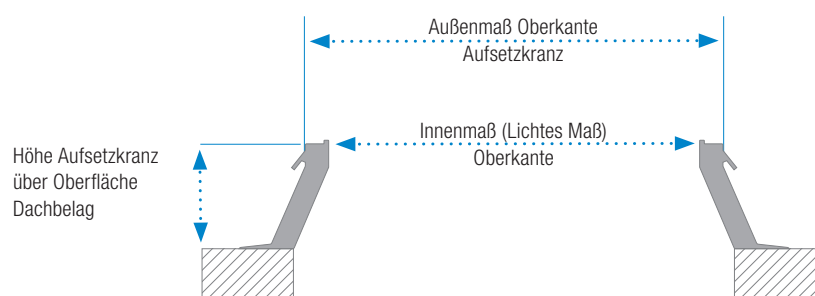 Außenmaß Oberkante
Aufsetzkranz
Innenmaß (Lichtes Maß)
Oberkante
Höhe Aufsetzkranz
über Oberfläche
Dachbelag